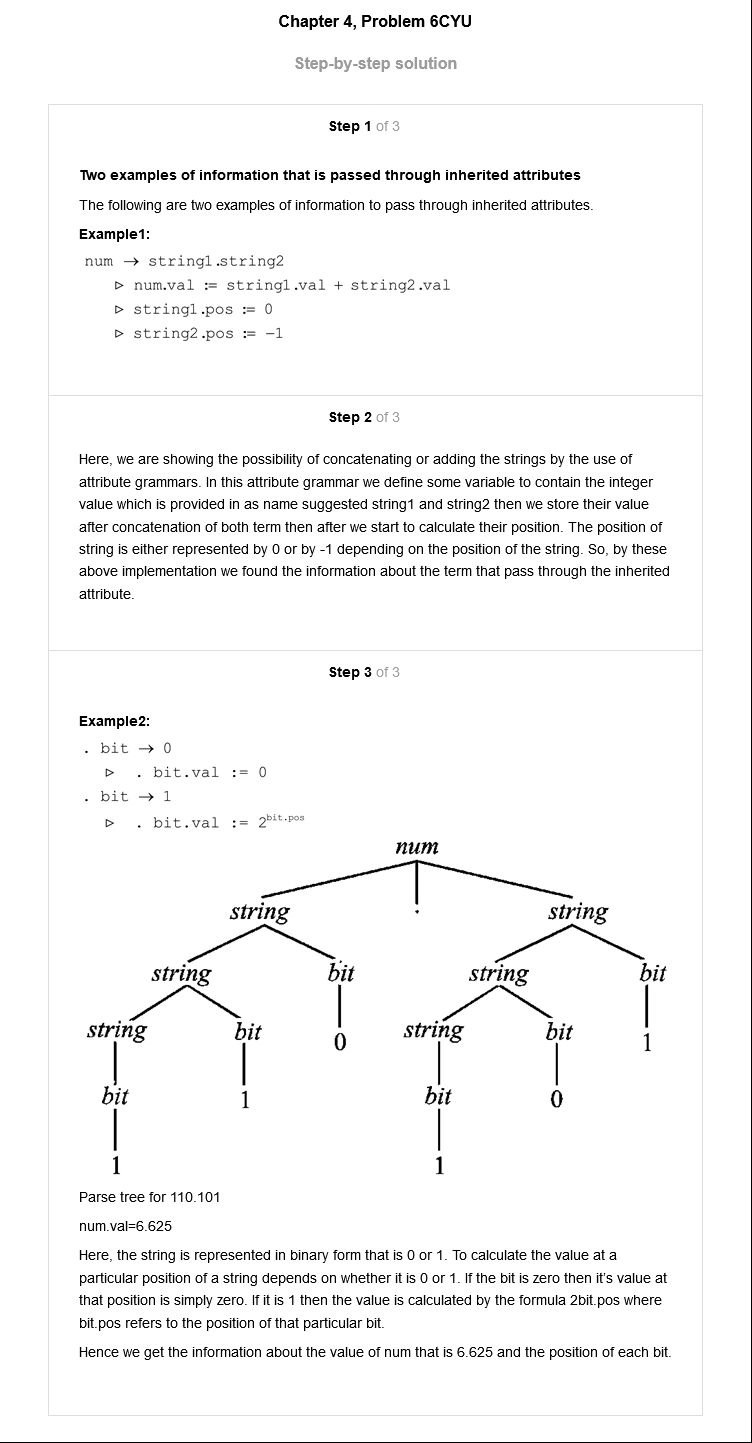 Chapter 4, Problem 6CYU
Step-by-step solution
Step 1 of 3
Two examples of information that is passed through inherited attributes
The following are two examples of information to pass through inherited attributes.
Example1:
num → string1.string2
▷ num.val := string1.val + string2.val
▷ string1.pos := 0
▷ string2.pos := −1
Step 2 of 3
Here, we are showing the possibility of concatenating or adding the strings by the use of
attribute grammars. In this attribute grammar we define some variable to contain the integer
value which is provided in as name suggested string1 and string2 then we store their value
after concatenation of both term then after we start to calculate their position. The position of
string is either represented by 0 or by -1 depending on the position of the string. So, by these
above implementation we found the information about the term that pass through the inherited
attribute.
Step 3 of 3
Example2:
. bit → 0
▷ . bit.val := 0
. bit → 1
▷ . bit.val := 2^bit.pos
num
string . string
string bit string bit
string bit 0 string bit 1
bit 1 bit 0
1 1
Parse tree for 110.101
num.val=6.625
Here, the string is represented in binary form that is 0 or 1. To calculate the value at a
particular position of a string depends on whether it is 0 or 1. If the bit is zero then it's value at
that position is simply zero. If it is 1 then the value is calculated by the formula 2bit.pos where
bit.pos refers to the position of that particular bit.
Hence we get the information about the value of num that is 6.625 and the position of each bit.